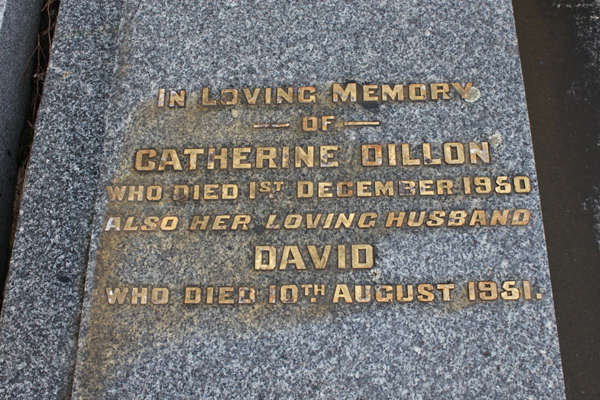 IN LOVING MEMORY
— OF —
CATHERINE DILLON
WHO DIED 1ST DECEMBER 1950
ALSO HER LOVING HUSBAND
DAVID
WHO DIED 10TH AUGUST 1951.